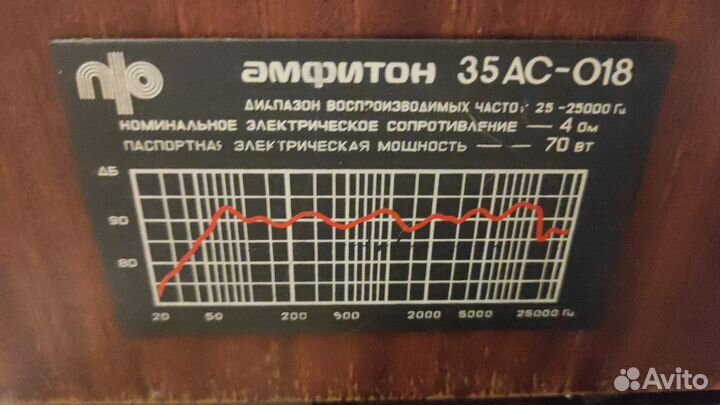 амфитон 35АС-018
ДИАПАЗОН ВОСПРОИЗВОДИМЫХ ЧАСТОТ 25-25000 Гц
НОМИНАЛЬНОЕ ЭЛЕКТРИЧЕСКОЕ СОПРОТИВЛЕНИЕ — 4 Ом
ПАСПОРТНАЯ ЭЛЕКТРИЧЕСКАЯ МОЩНОСТЬ — — 70 ВТ
ДБ
90
80
20 50 200 500 2000 5000 25000 Гц
Avito